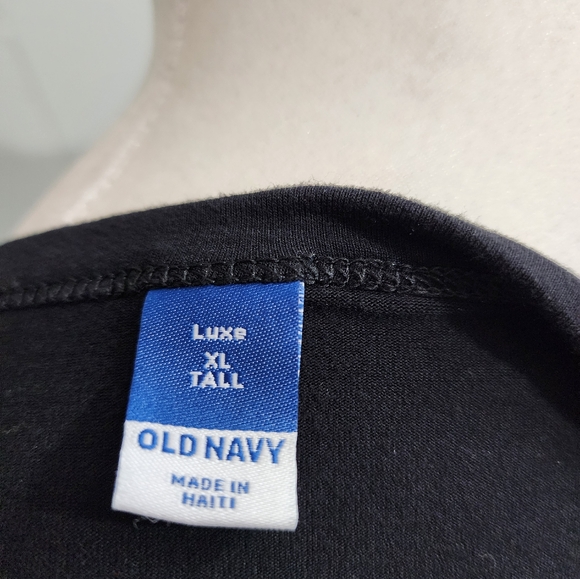 Luxe
XL
TALL
OLD NAVY
MADE IN
HAITI